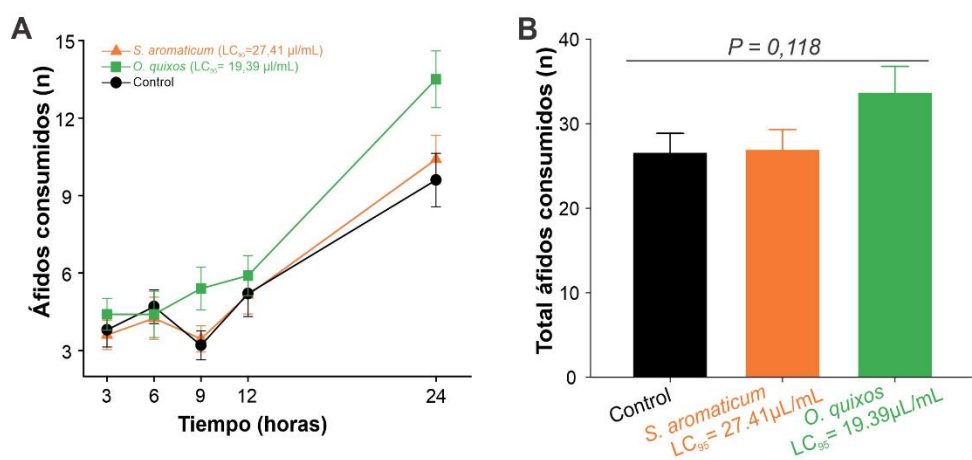 A
Áfidos consumidos (n)
15
12
9
6
3
S. aromaticum (LC₉₅=27,41 µl/mL)
O. quixos (LC₉₅= 19,39 µl/mL)
Control
3
6
9
12
24
Tiempo (horas)
B
Total áfidos consumidos (n)
40
30
20
10
0
P = 0,118
Control
S. aromaticum
LC₉₅= 27.41µL/mL
O. quixos
LC₉₅= 19.39µL/mL